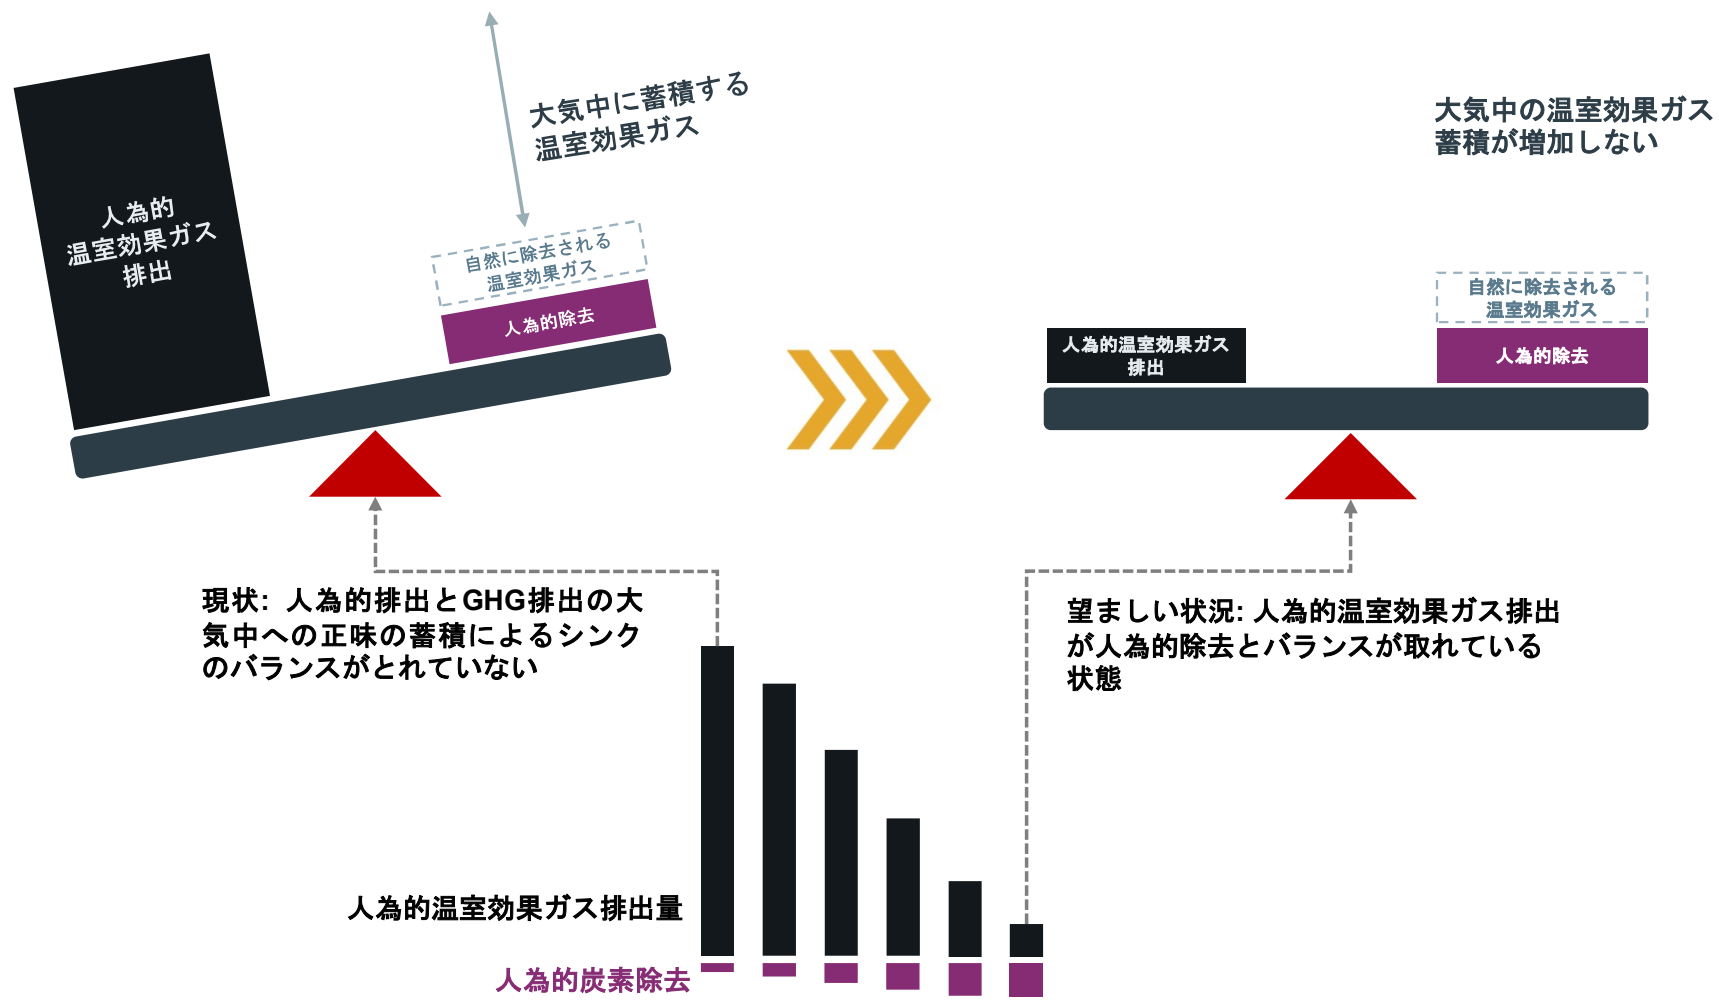 大気中に蓄積する
温室効果ガス
人為的
温室効果ガス
排出
自然に除去される
温室効果ガス
人為的除去
大気中の温室効果ガス
蓄積が増加しない
自然に除去される
温室効果ガス
人為的温室効果ガス
排出
人為的除去
現状: 人為的排出とGHG排出の大
気中への正味の蓄積によるシンク
のバランスがとれていない
望ましい状況: 人為的温室効果ガス排出
が人為的除去とバランスが取れている
状態
人為的温室効果ガス排出量
人為的炭素除去